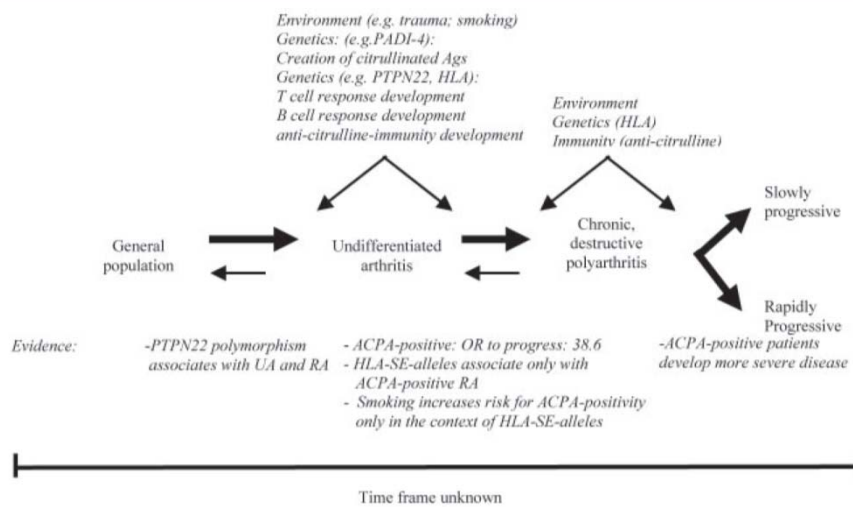 Environment (e.g. trauma; smoking)
Genetics: (e.g.PADI-4):
Creation of citrullinated Ags
Genetics (e.g. PTPN22, HLA):
T cell response development
B cell response development
anti-citrulline-immunity development
Environment
Genetics (HLA)
Immunity (anti-citrulline)
General
population
Undifferentiated
arthritis
Chronic,
destructive
polyarthritis
Slowly
progressive
Rapidly
Progressive
Evidence:
-PTPN22 polymorphism
associates with UA and RA
- ACPA-positive: OR to progress: 38.6
- HLA-SE-alleles associate only with
ACPA-positive RA
- Smoking increases risk for ACPA-positivity
only in the context of HLA-SE-alleles
-ACPA-positive patients
develop more severe disease
Time frame unknown